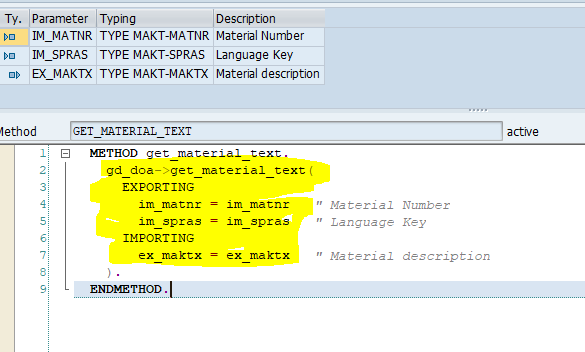 Ty. Parameter Typing Description
IM_MATNR TYPE MAKT-MATNR Material Number
IM_SPRAS TYPE MAKT-SPRAS Language Key
EX_MAKTX TYPE MAKT-MAKTX Material description
Method GET_MATERIAL_TEXT active
1 METHOD get_material_text.
2 gd_doa->get_material_text(
3 EXPORTING
4 im_matnr = im_matnr " Material Number
5 im_spras = im_spras " Language Key
6 IMPORTING
7 ex_maktx = ex_maktx " Material description
8 ).
9 ENDMETHOD.